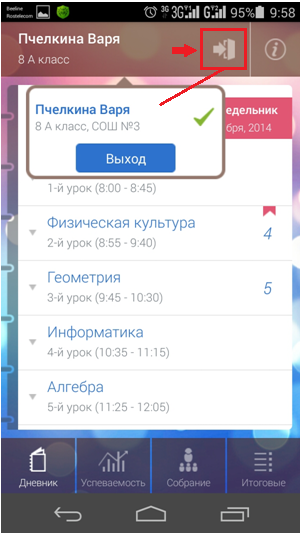 Beeline
Rostelecom
3G 3G G 95% 9:58
Пчелкина Варя
8 А класс
Пчелкина Варя
8 А класс, СОШ №3
Выход
едельник
бря, 2014
1-й урок (8:00 - 8:45)
Физическая культура
2-й урок (8:55 - 9:40)
4
Геометрия
3-й урок (9:45 - 10:30)
5
Информатика
4-й урок (10:35 - 11:15)
Алгебра
5-й урок (11:25 - 12:05)
Дневник
Успеваемость
Собрание
Итоговые